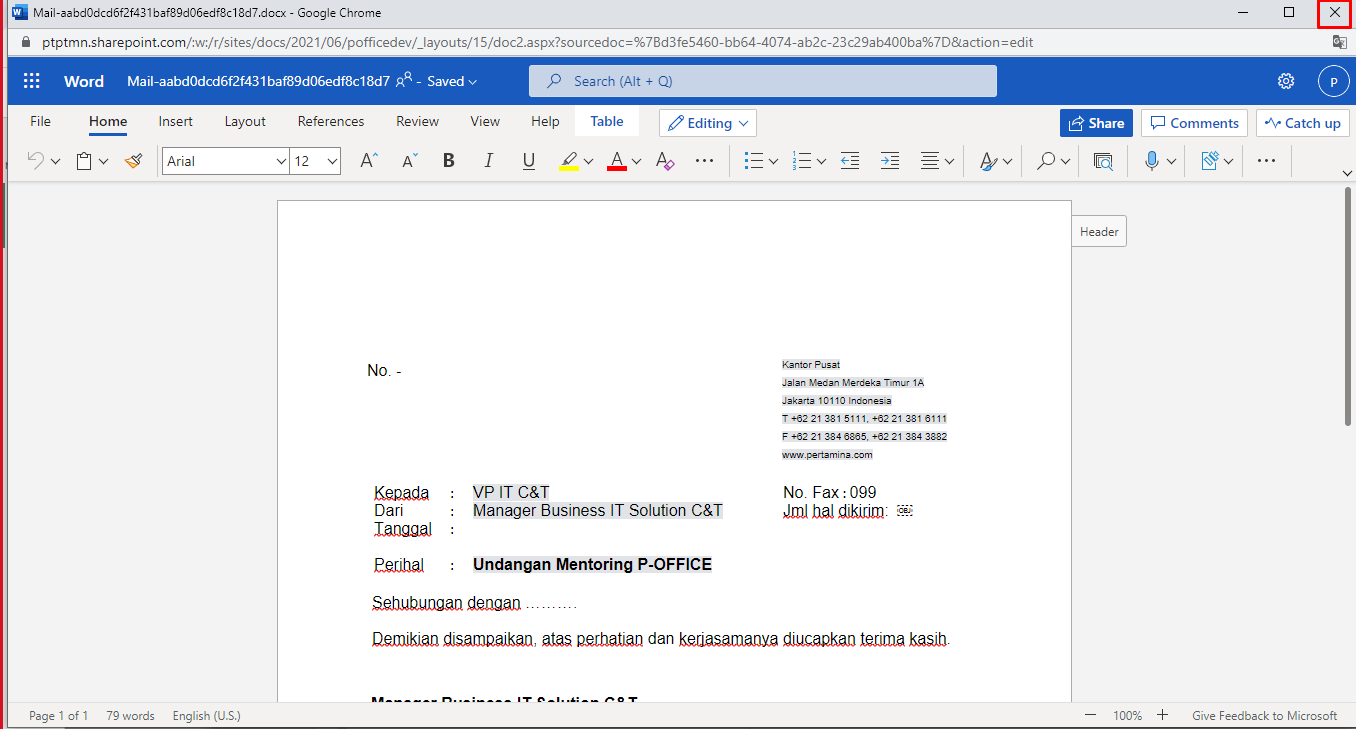 Mail-aabd0dcd6f2f431baf89d06edf8c18d7.docx - Google Chrome
ptptmn.sharepoint.com/:w:/r/sites/docs/2021/06/pofficedev/_layouts/15/doc2.aspx?sourcedoc=%7Bd3fe5460-bb64-4074-ab2c-23c29ab400ba%7D&action=edit
Word Mail-aabd0dcd6f2f431baf89d06edf8c18d7 - Saved Search (Alt + Q) P
File Home Insert Layout References Review View Help Table Editing Share Comments Catch up
Arial 12 A A B I U A A
Header
Kantor Pusat
No. - Jalan Medan Merdeka Timur 1A
Jakarta 10110 Indonesia
T +62 21 381 5111, +62 21 381 6111
F +62 21 384 6865, +62 21 384 3882
www.pertamina.com
Kepada : VP IT C&T No. Fax : 099
Dari : Manager Business IT Solution C&T Jml hal dikirim: OBJ
Tanggal :
Perihal : Undangan Mentoring P-OFFICE
Sehubungan dengan ..........
Demikian disampaikan, atas perhatian dan kerjasamanya diucapkan terima kasih.
Manager Business IT Solution C&T
Page 1 of 1 79 words English (U.S.) 100% Give Feedback to Microsoft